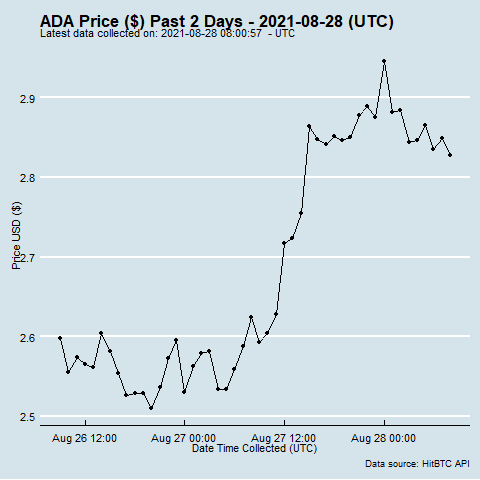 ADA Price ($) Past 2 Days - 2021-08-28 (UTC)
Latest data collected on: 2021-08-28 08:00:57 - UTC
2.9
2.8
2.7
2.6
2.5
Price USD ($)
Aug 26 12:00 Aug 27 00:00 Aug 27 12:00 Aug 28 00:00
Date Time Collected (UTC)
Data source: HitBTC API